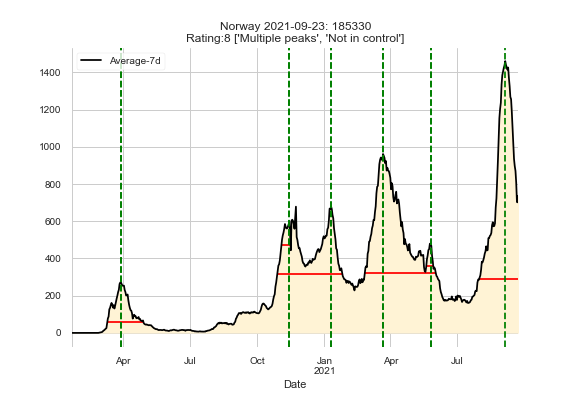 Norway 2021-09-23: 185330
Rating:8 ['Multiple peaks', 'Not in control']
Average-7d
1400
1200
1000
800
600
400
200
0
Apr
Jul
Oct
Jan
2021
Apr
Jul
Date